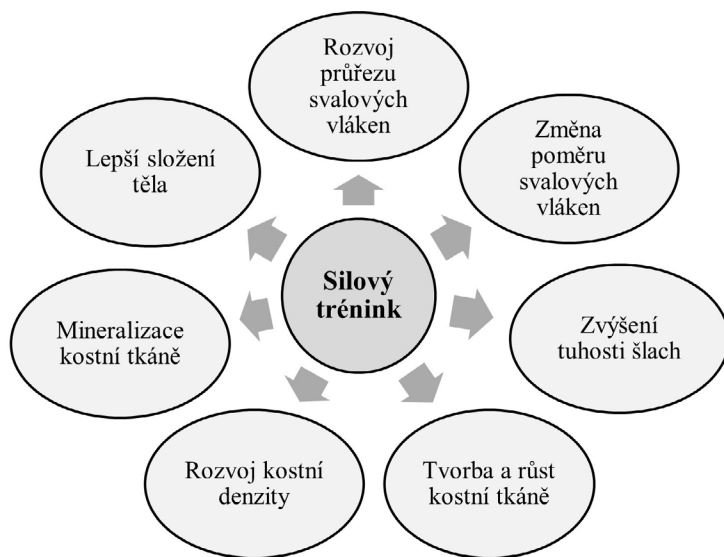 Rozvoj
průřezu
svalových
vláken
Změna
poměru
svalových
vláken
Lepší složení
těla
Silový
trénink
Mineralizace
kostní tkáně
Zvýšení
tuhosti šlach
Rozvoj kostní
denzity
Tvorba a růst
kostní tkáně